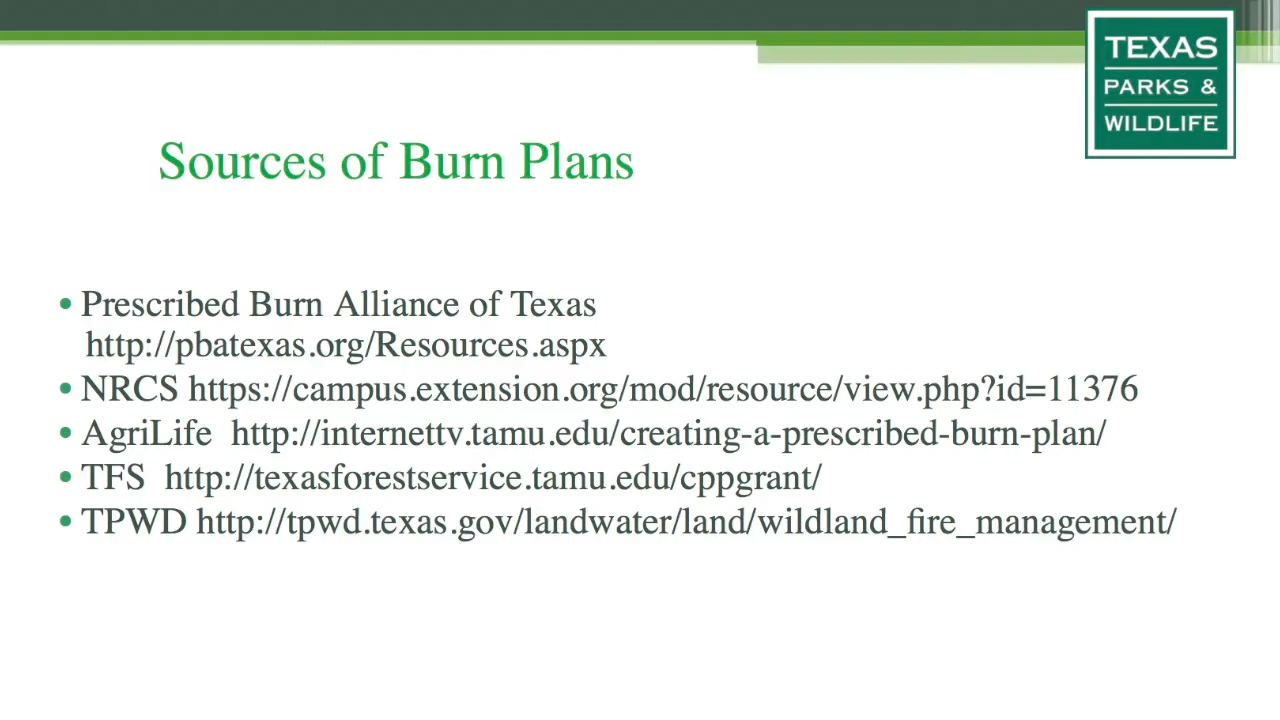 TEXAS
PARKS &
WILDLIFE
Sources of Burn Plans
• Prescribed Burn Alliance of Texas
http://pbatexas.org/Resources.aspx
• NRCS https://campus.extension.org/mod/resource/view.php?id=11376
• AgriLife http://internettv.tamu.edu/creating-a-prescribed-burn-plan/
• TFS http://texasforestservice.tamu.edu/cppgrant/
• TPWD http://tpwd.texas.gov/landwater/land/wildland_fire_management/